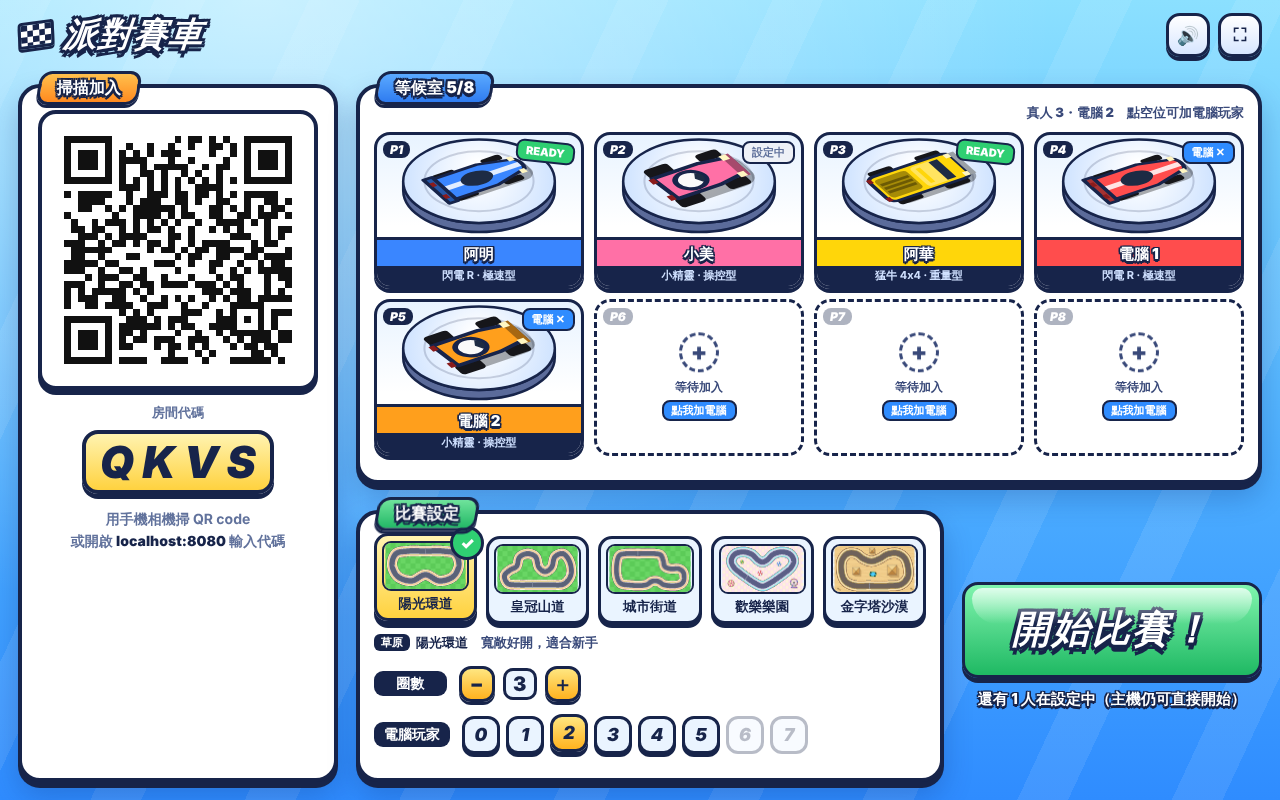 派對賽車
掃描加入
房間代碼
QKVS
用手機相機掃 QR code
或開啟 localhost:8080 輸入代碼
等候室 5/8
真人 3 · 電腦 2 點空位可加電腦玩家
P1
READY
阿明
閃電 R · 極速型
P2
設定中
小美
小精靈 · 操控型
P3
READY
阿華
猛牛 4x4 · 重量型
P4
電腦 ×
電腦 1
閃電 R · 極速型
P5
電腦 ×
電腦 2
小精靈 · 操控型
P6
+
等待加入
點我加電腦
P7
+
等待加入
點我加電腦
P8
+
等待加入
點我加電腦
比賽設定
陽光環道
皇冠山道
城市街道
歡樂樂園
金字塔沙漠
草原 陽光環道 寬敞好開，適合新手
圈數 − 3 +
電腦玩家 0 1 2 3 4 5 6 7
開始比賽！
還有 1 人在設定中（主機仍可直接開始）